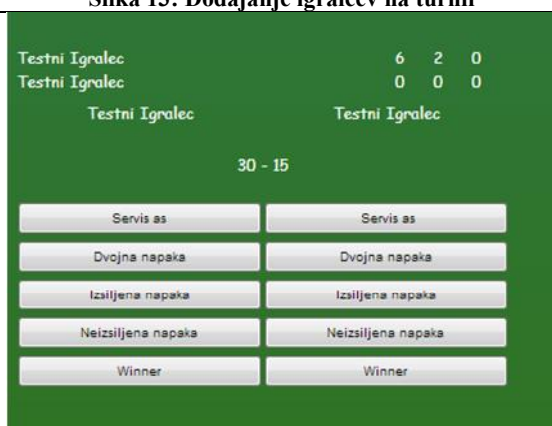 Slika 13: Dodajanje igralcev na turnir
Testni Igralec 6 2 0
Testni Igralec 0 0 0
Testni Igralec Testni Igralec
30 - 15
Servis as Servis as
Dvojna napaka Dvojna napaka
Izsiljena napaka Izsiljena napaka
Neizsiljena napaka Neizsiljena napaka
Winner Winner